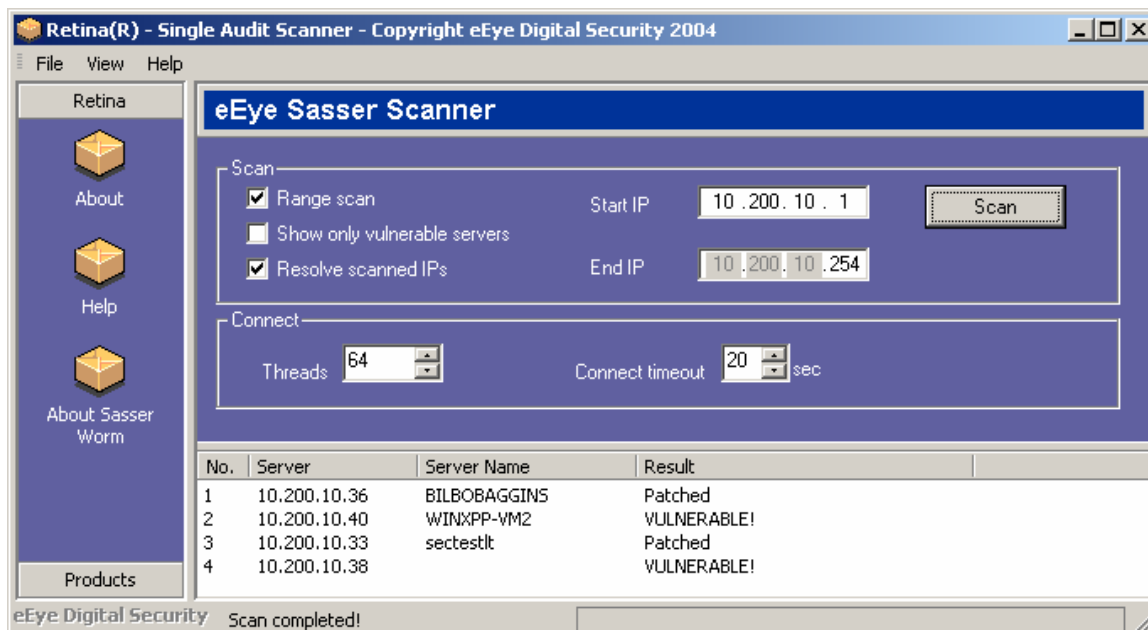 Retina(R) - Single Audit Scanner - Copyright eEye Digital Security 2004
File View Help
Retina
About
Help
About Sasser
Worm
Products
eEye Sasser Scanner
Scan
Range scan
Show only vulnerable servers
Resolve scanned IPs
Start IP 10 .200. 10 . 1
End IP 10 .200. 10 .254
Scan
Connect
Threads 64
Connect timeout 20 sec
No. Server Server Name Result
1 10.200.10.36 BILBOBAGGINS Patched
2 10.200.10.40 WINXPP-VM2 VULNERABLE!
3 10.200.10.33 sectestlt Patched
4 10.200.10.38 VULNERABLE!
eEye Digital Security Scan completed!